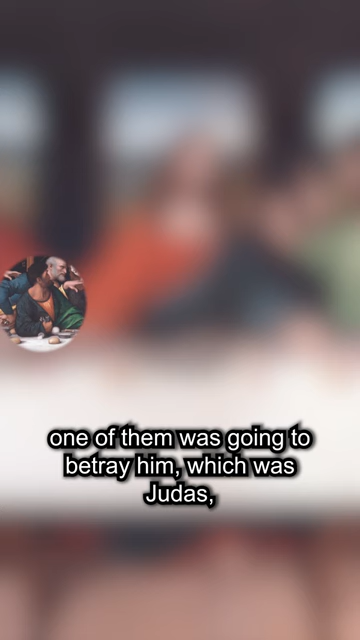 one of them was going to
betray him, which was
Judas,